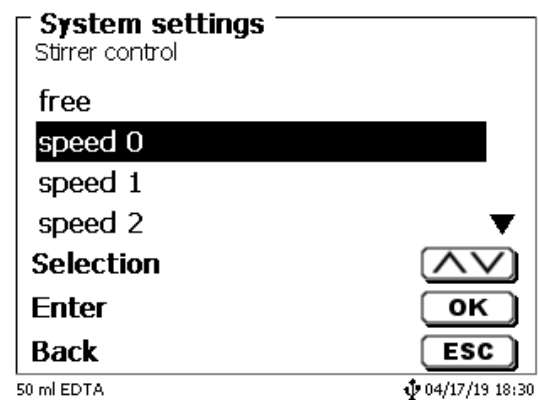 System settings
Stirrer control
free
speed 0
speed 1
speed 2
Selection
Enter OK
Back ESC
50 ml EDTA 04/17/19 18:30